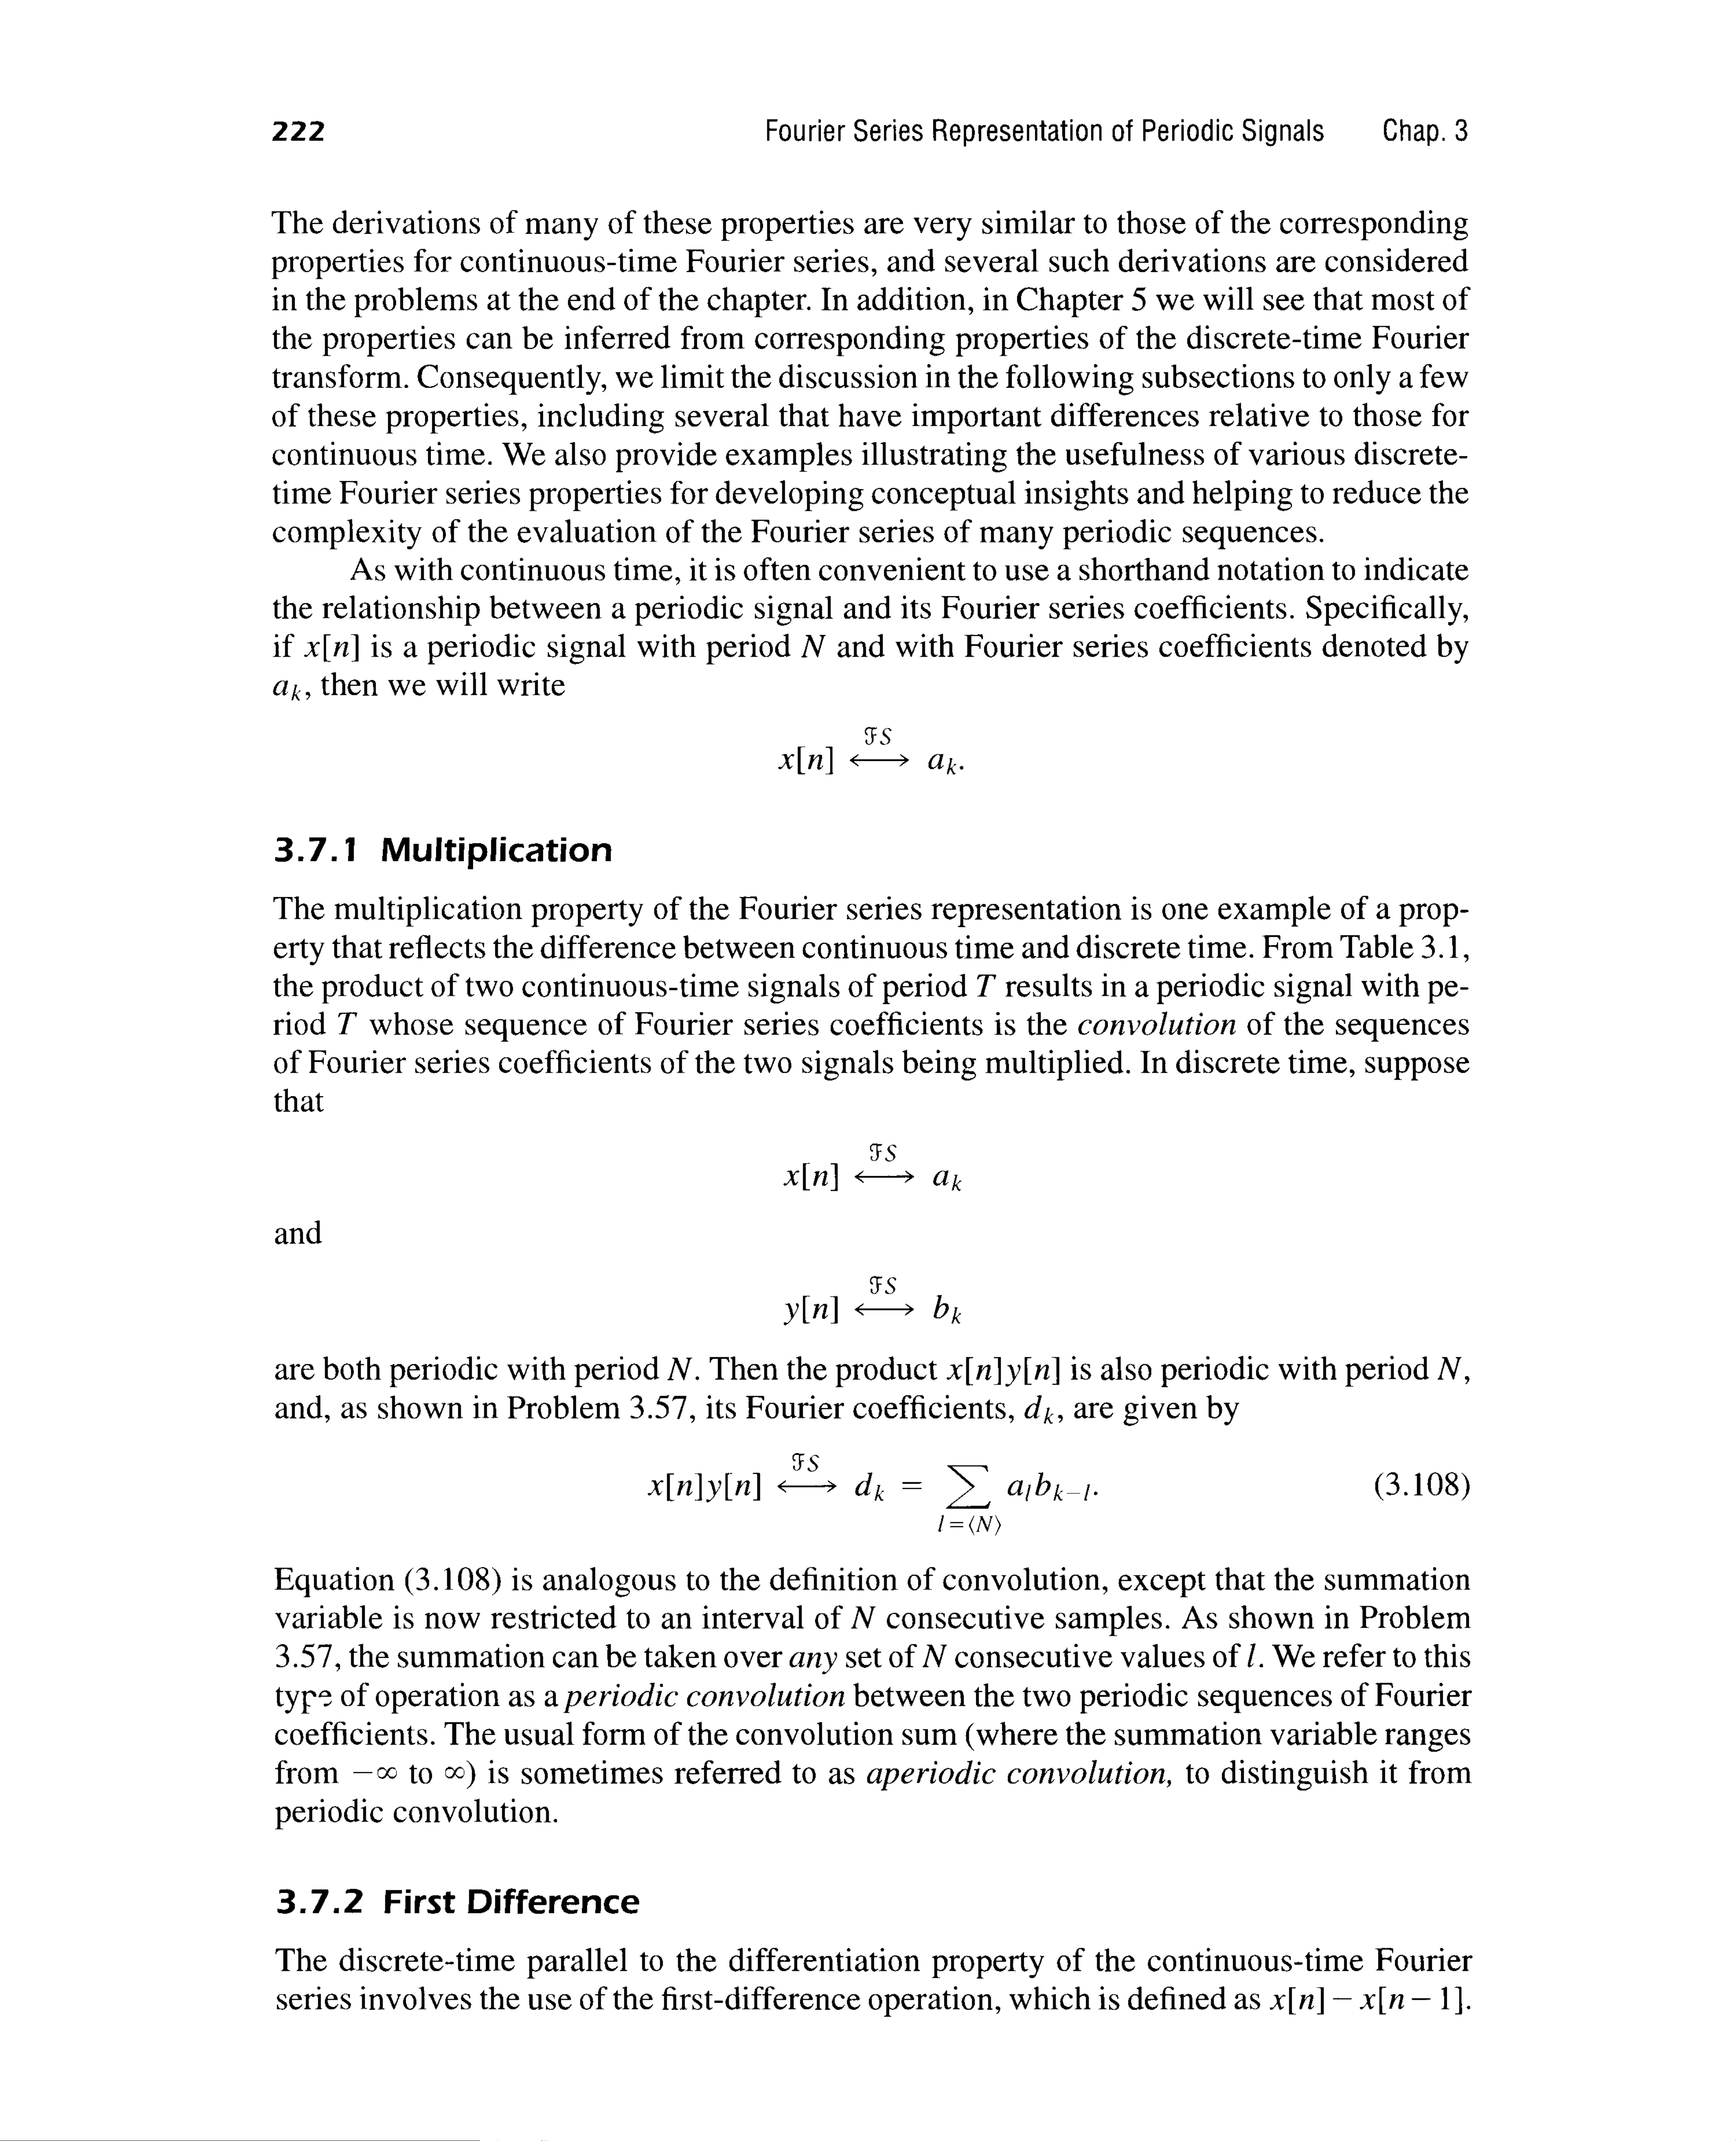 222 Fourier Series Representation of Periodic Signals Chap. 3
The derivations of many of these properties are very similar to those of the corresponding
properties for continuous-time Fourier series, and several such derivations are considered
in the problems at the end of the chapter. In addition, in Chapter 5 we will see that most of
the properties can be inferred from corresponding properties of the discrete-time Fourier
transform. Consequently, we limit the discussion in the following subsections to only a few
of these properties, including several that have important differences relative to those for
continuous time. We also provide examples illustrating the usefulness of various discrete-
time Fourier series properties for developing conceptual insights and helping to reduce the
complexity of the evaluation of the Fourier series of many periodic sequences.
As with continuous time, it is often convenient to use a shorthand notation to indicate
the relationship between a periodic signal and its Fourier series coefficients. Specifically,
if x[n] is a periodic signal with period N and with Fourier series coefficients denoted by
a_k, then we will write
x[n] ⟷^{ℱS} a_k.
3.7.1 Multiplication
The multiplication property of the Fourier series representation is one example of a prop-
erty that reflects the difference between continuous time and discrete time. From Table 3.1,
the product of two continuous-time signals of period T results in a periodic signal with pe-
riod T whose sequence of Fourier series coefficients is the convolution of the sequences
of Fourier series coefficients of the two signals being multiplied. In discrete time, suppose
that
x[n] ⟷^{ℱS} a_k
and
y[n] ⟷^{ℱS} b_k
are both periodic with period N. Then the product x[n]y[n] is also periodic with period N,
and, as shown in Problem 3.57, its Fourier coefficients, d_k, are given by
x[n]y[n] ⟷^{ℱS} d_k = ∑_{l=⟨N⟩} a_l b_{k−l}. (3.108)
Equation (3.108) is analogous to the definition of convolution, except that the summation
variable is now restricted to an interval of N consecutive samples. As shown in Problem
3.57, the summation can be taken over any set of N consecutive values of l. We refer to this
type of operation as a periodic convolution between the two periodic sequences of Fourier
coefficients. The usual form of the convolution sum (where the summation variable ranges
from −∞ to ∞) is sometimes referred to as aperiodic convolution, to distinguish it from
periodic convolution.
3.7.2 First Difference
The discrete-time parallel to the differentiation property of the continuous-time Fourier
series involves the use of the first-difference operation, which is defined as x[n] − x[n − 1].